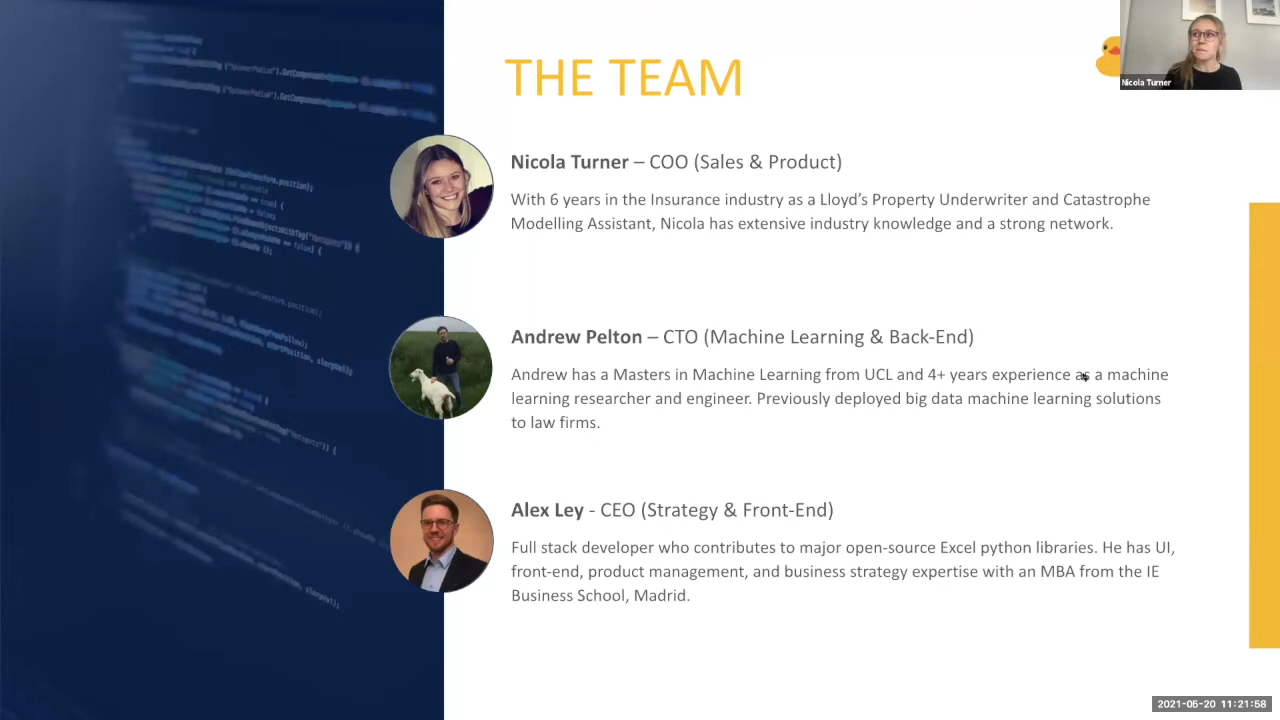 THE TEAM
Nicola Turner
Nicola Turner – COO (Sales & Product)
With 6 years in the Insurance industry as a Lloyd's Property Underwriter and Catastrophe
Modelling Assistant, Nicola has extensive industry knowledge and a strong network.
Andrew Pelton – CTO (Machine Learning & Back-End)
Andrew has a Masters in Machine Learning from UCL and 4+ years experience as a machine
learning researcher and engineer. Previously deployed big data machine learning solutions
to law firms.
Alex Ley - CEO (Strategy & Front-End)
Full stack developer who contributes to major open-source Excel python libraries. He has UI,
front-end, product management, and business strategy expertise with an MBA from the IE
Business School, Madrid.
2021-05-20 11:21:58